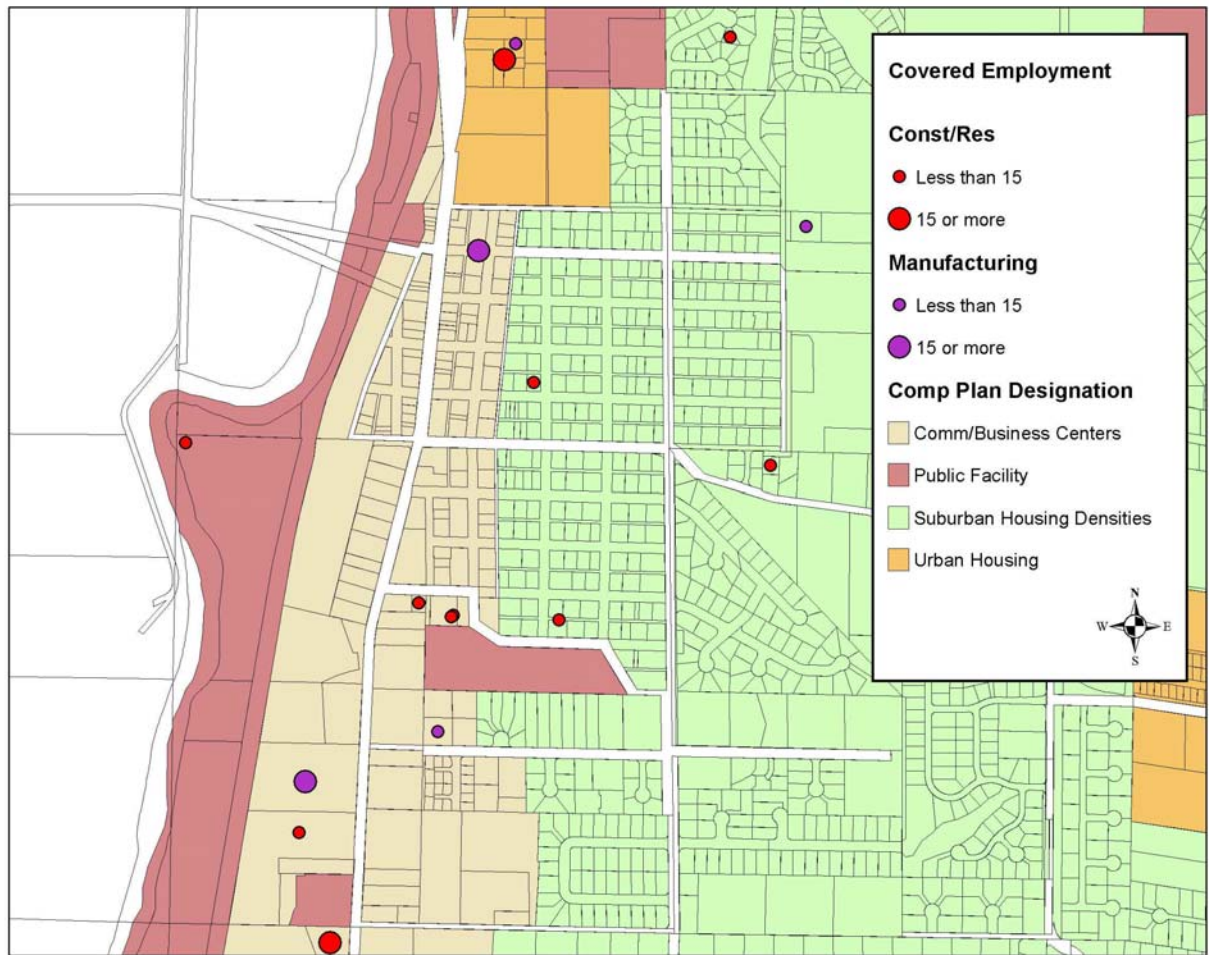 Covered Employment
Const/Res
Less than 15
15 or more
Manufacturing
Less than 15
15 or more
Comp Plan Designation
Comm/Business Centers
Public Facility
Suburban Housing Densities
Urban Housing
N
W E
S